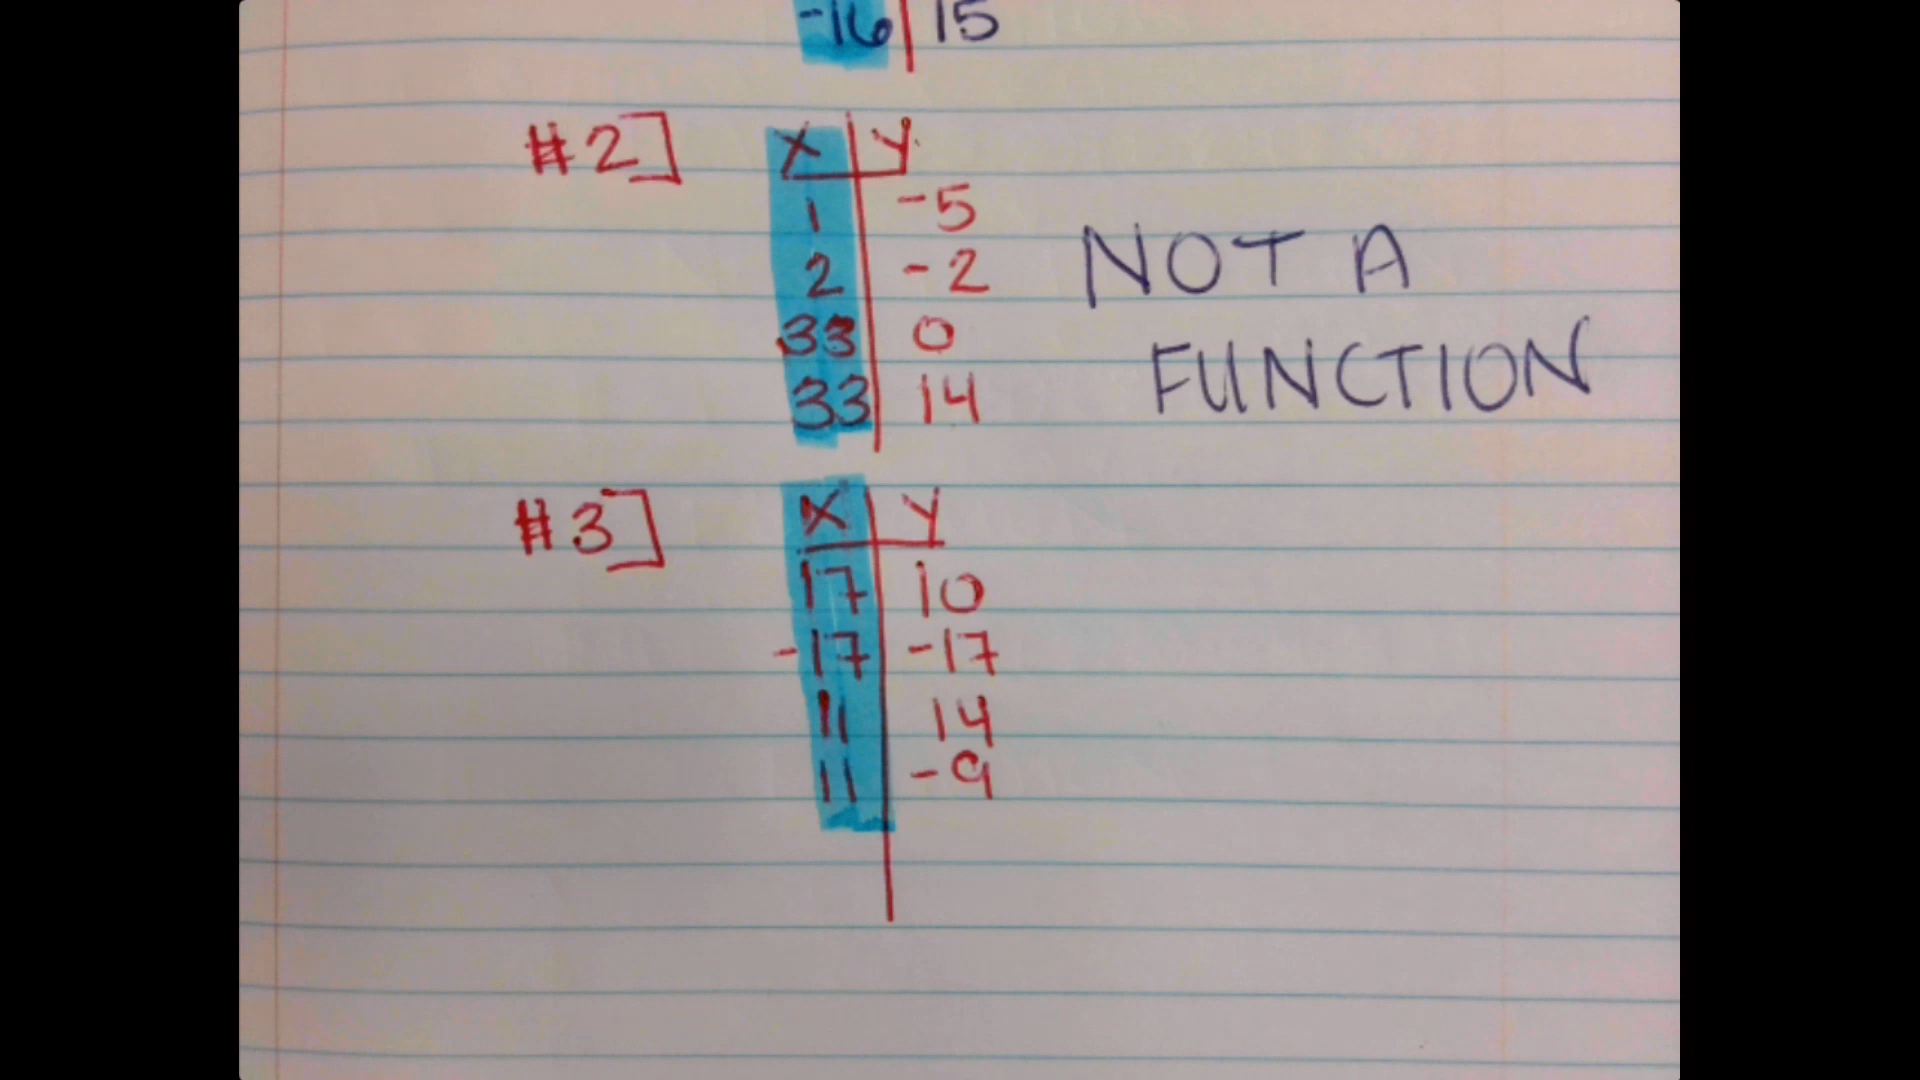 -16 | 15
#2]
X | Y
1 | -5
2 | -2
33 | 0
33 | 14
NOT A
FUNCTION
#3]
X | Y
17 | 10
-17 | -17
11 | 14
11 | -9